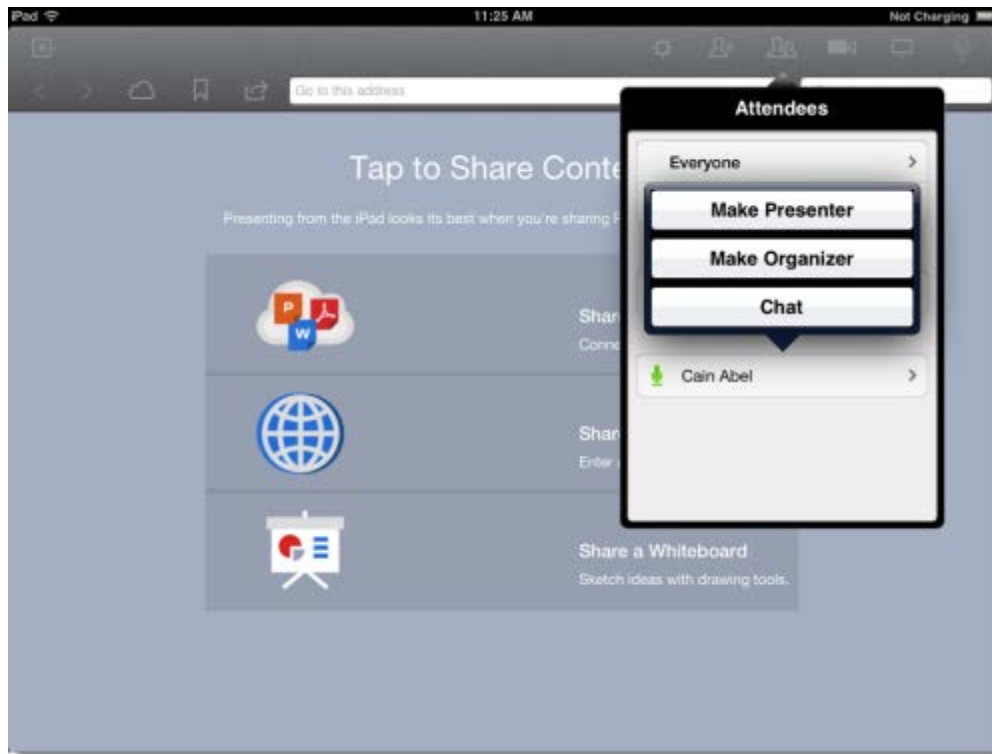 iPad 11:25 AM Not Charging
Go to this address
Attendees
Everyone
Make Presenter
Make Organizer
Chat
Cain Abel
Tap to Share Conte
Presenting from the iPad looks its best when you're sharing
P
W
Shar
Conne
Shar
Enter
Share a Whiteboard
Sketch ideas with drawing tools.